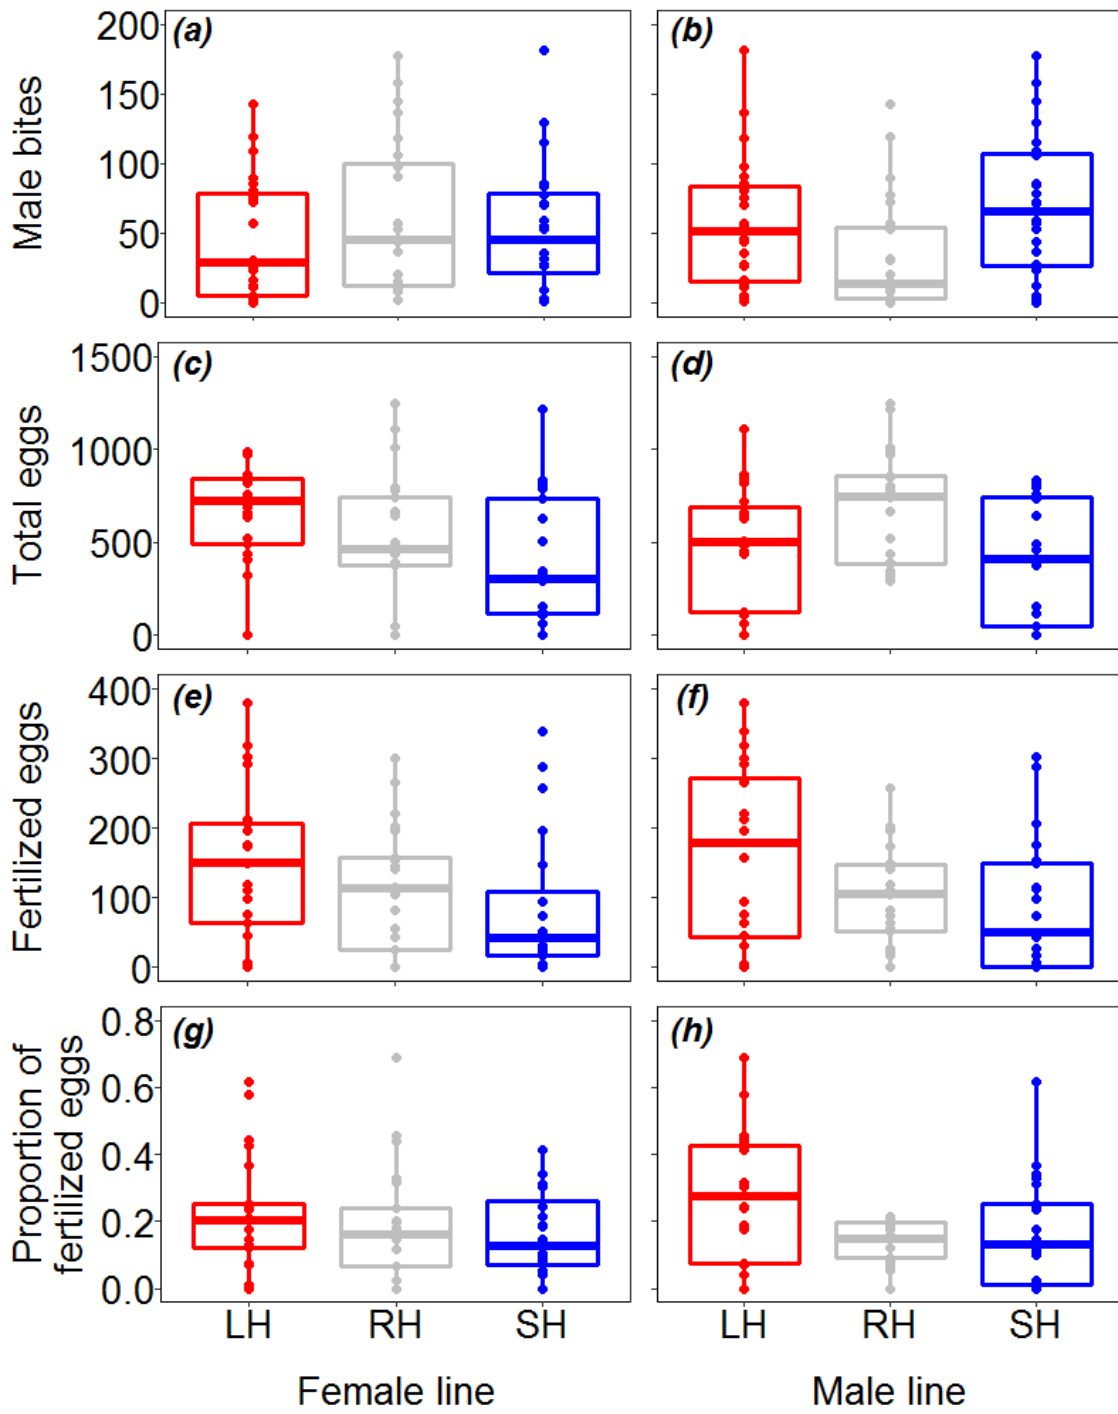 (a)
(b)
Male bites
200
150
100
50
0
(c)
(d)
Total eggs
1500
1000
500
0
(e)
(f)
Fertilized eggs
400
300
200
100
0
(g)
(h)
Proportion of
fertilized eggs
0.8
0.6
0.4
0.2
0.0
LH RH SH
LH RH SH
Female line
Male line